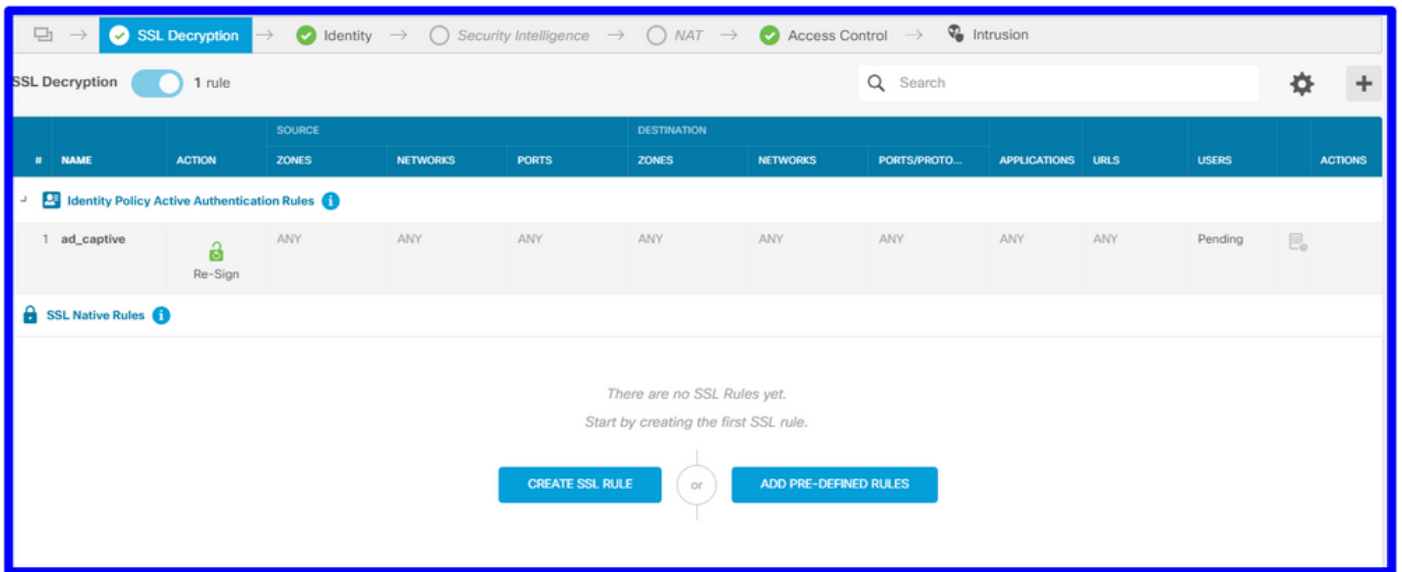 SSL Decryption Identity Security Intelligence NAT Access Control Intrusion
SSL Decryption 1 rule Search
SOURCE DESTINATION
# NAME ACTION ZONES NETWORKS PORTS ZONES NETWORKS PORTS/PROTO... APPLICATIONS URLS USERS ACTIONS
Identity Policy Active Authentication Rules
1 ad_captive Re-Sign ANY ANY ANY ANY ANY ANY ANY ANY Pending
SSL Native Rules
There are no SSL Rules yet.
Start by creating the first SSL rule.
CREATE SSL RULE or ADD PRE-DEFINED RULES